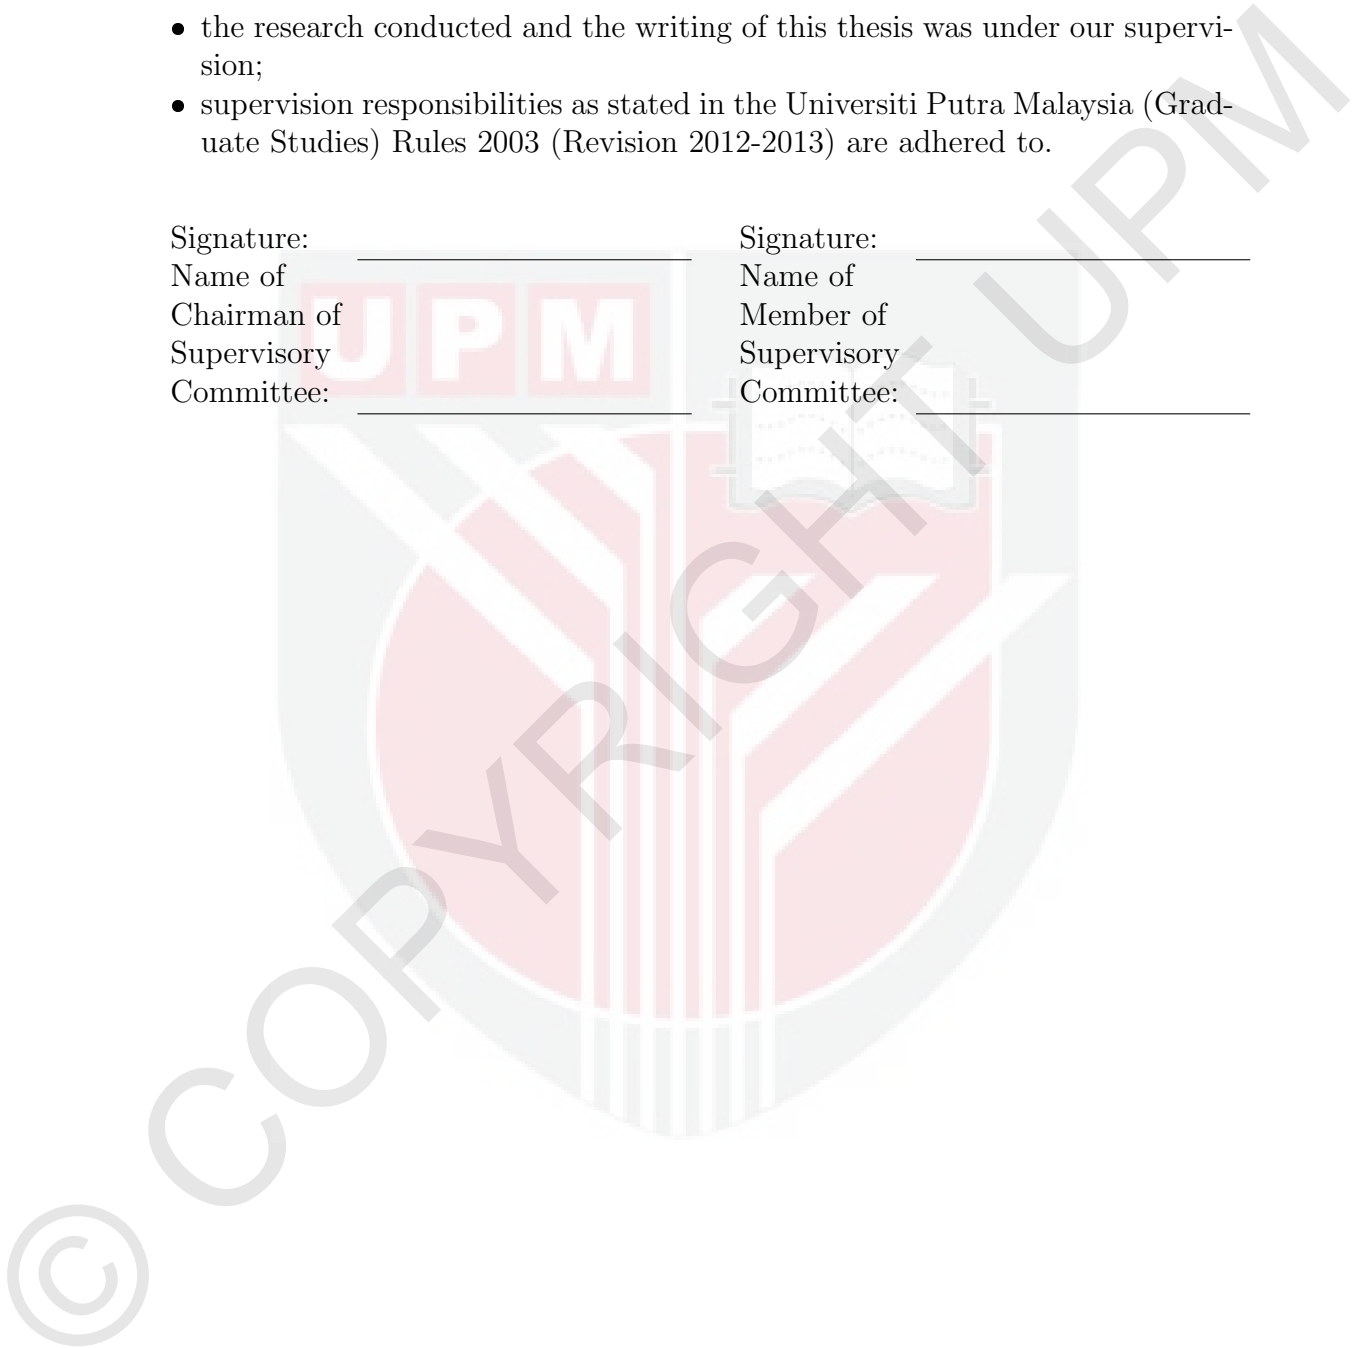 • the research conducted and the writing of this thesis was under our supervi-
sion;
• supervision responsibilities as stated in the Universiti Putra Malaysia (Grad-
uate Studies) Rules 2003 (Revision 2012-2013) are adhered to.
Signature:
Name of
Chairman of
Supervisory
Committee:
Signature:
Name of
Member of
Supervisory
Committee:
UPM
© COPYRIGHT UPM